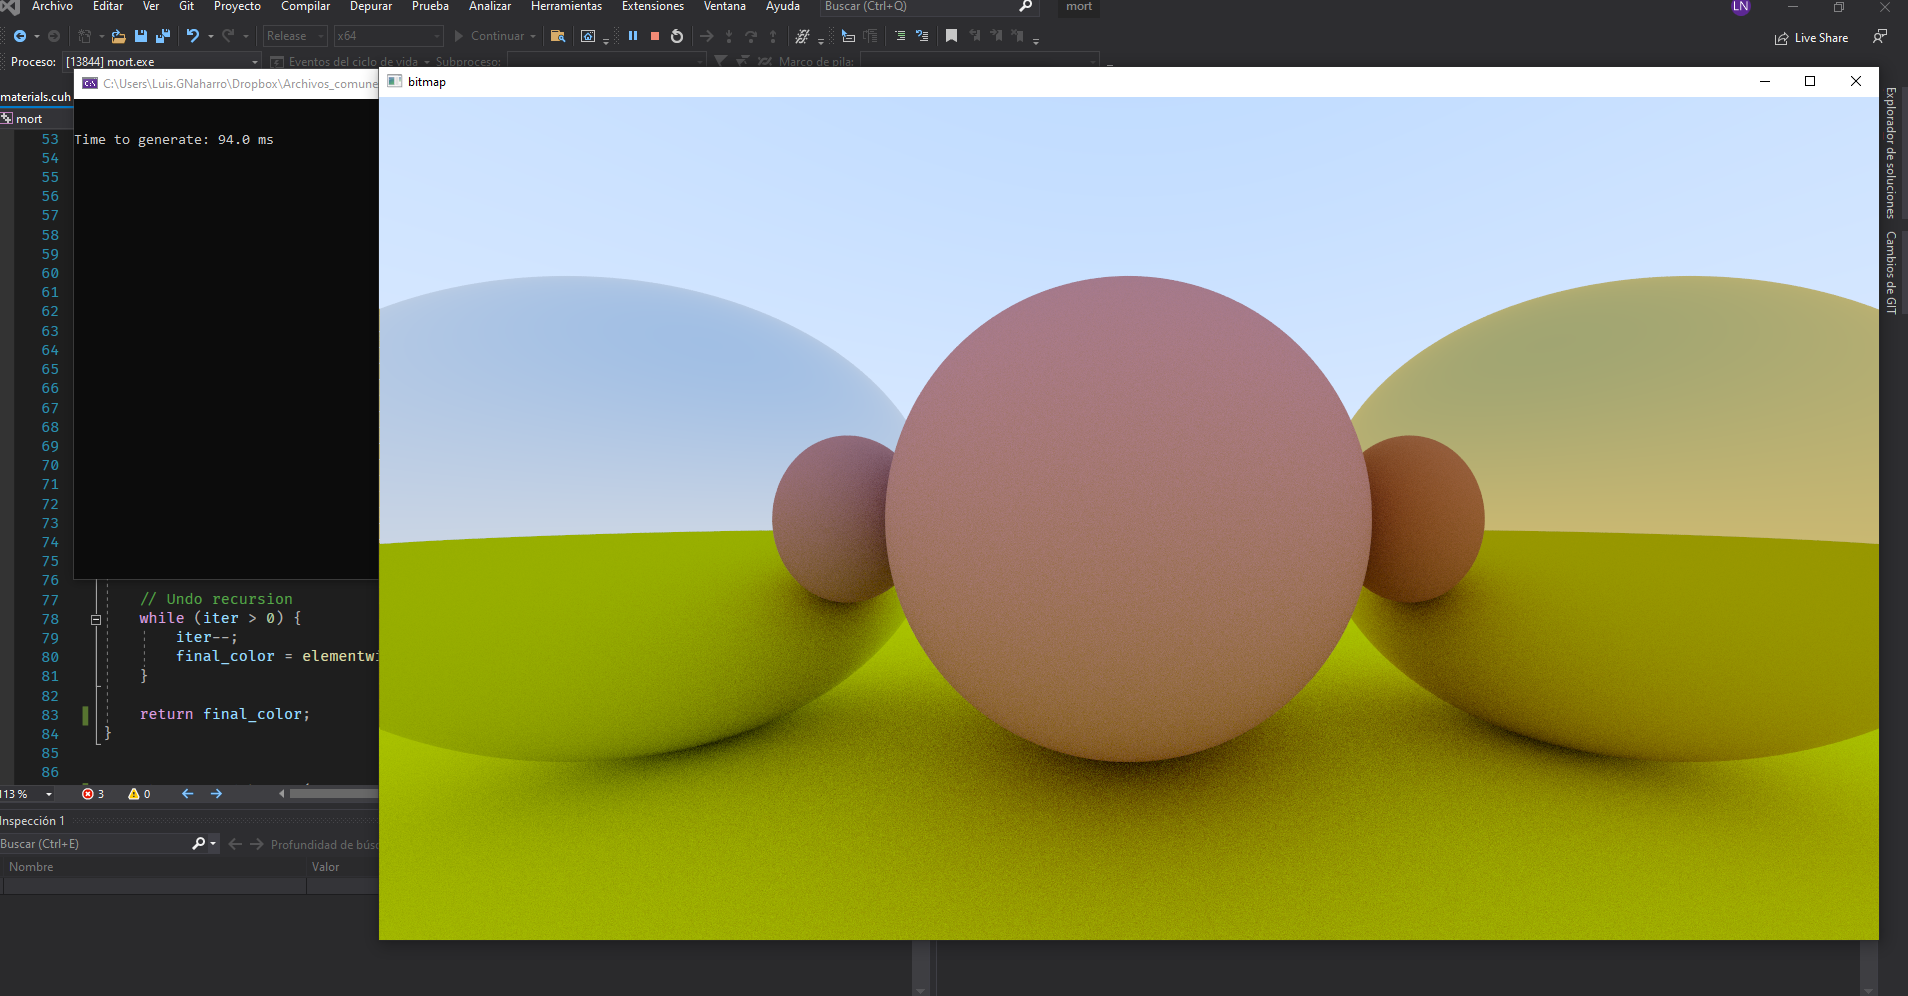 Archivo Editar Ver Git Proyecto Compilar Depurar Prueba Analizar Herramientas Extensiones Ventana Ayuda Buscar (Ctrl+Q) mort LN
Release x64 Continuar Live Share
Proceso: [13844] mort.exe Eventos del ciclo de vida Subproceso: Marco de pila:
materials.cuh C:\Users\Luis.GNaharro\Dropbox\Archivos_comune bitmap
mort
Time to generate: 94.0 ms
53
54
55
56
57
58
59
60
61
62
63
64
65
66
67
68
69
70
71
72
73
74
75
76
77 // Undo recursion
78 while (iter > 0) {
79 iter--;
80 final_color = elementwi
81 }
82
83 return final_color;
84 }
85
86
113 % 3 0
Inspección 1
Buscar (Ctrl+E) Profundidad de búsc
Nombre Valor
Explorador de soluciones
Cambios de GIT